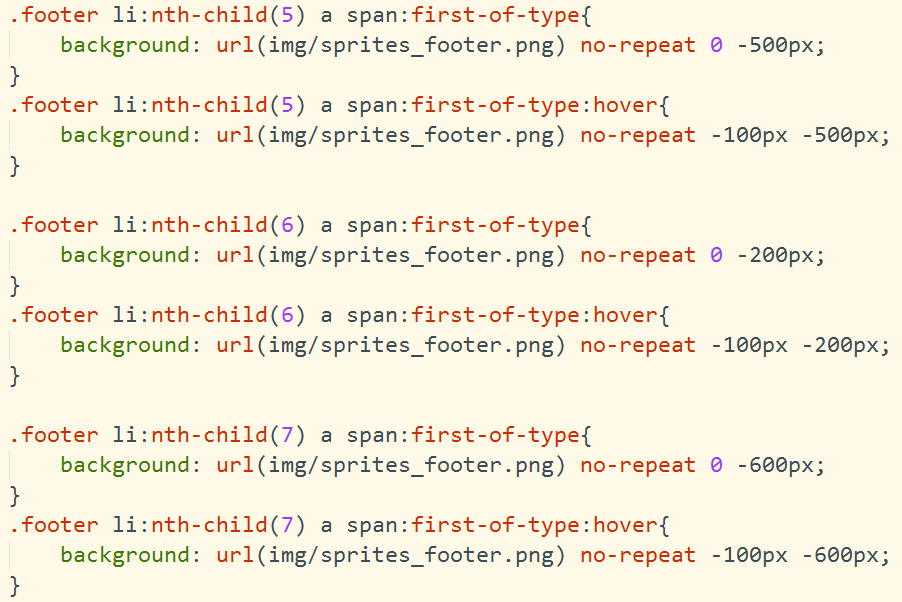 .footer li:nth-child(5) a span:first-of-type{
    background: url(img/sprites_footer.png) no-repeat 0 -500px;
}
.footer li:nth-child(5) a span:first-of-type:hover{
    background: url(img/sprites_footer.png) no-repeat -100px -500px;
}

.footer li:nth-child(6) a span:first-of-type{
    background: url(img/sprites_footer.png) no-repeat 0 -200px;
}
.footer li:nth-child(6) a span:first-of-type:hover{
    background: url(img/sprites_footer.png) no-repeat -100px -200px;
}

.footer li:nth-child(7) a span:first-of-type{
    background: url(img/sprites_footer.png) no-repeat 0 -600px;
}
.footer li:nth-child(7) a span:first-of-type:hover{
    background: url(img/sprites_footer.png) no-repeat -100px -600px;
}